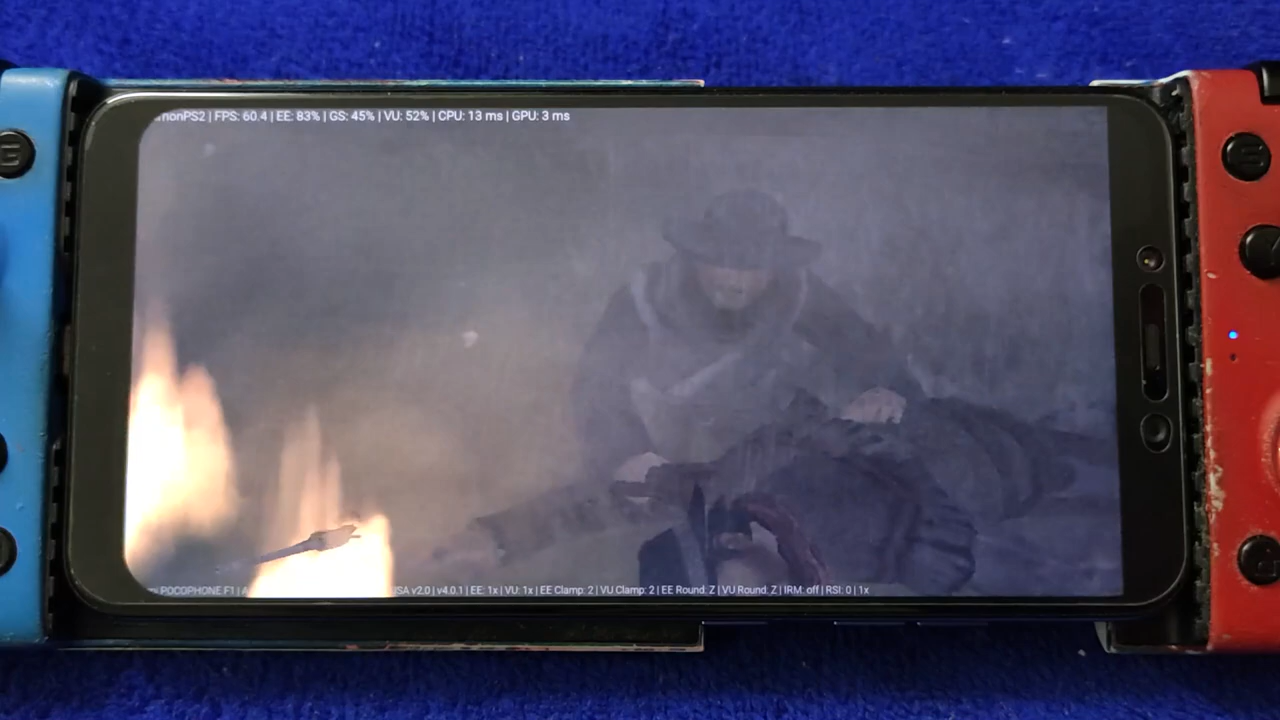 monPS2 | FPS: 60.4 | EE: 83% | GS: 45% | VU: 52% | CPU: 13 ms | GPU: 3 ms
POCOPHONE F1 | SA v2.0 | v4.0.1 | EE: 1x | VU: 1x | EE Clamp: 2 | VU Clamp: 2 | EE Round: Z | VU Round: Z | IRM: off | RSI: 0 | 1x